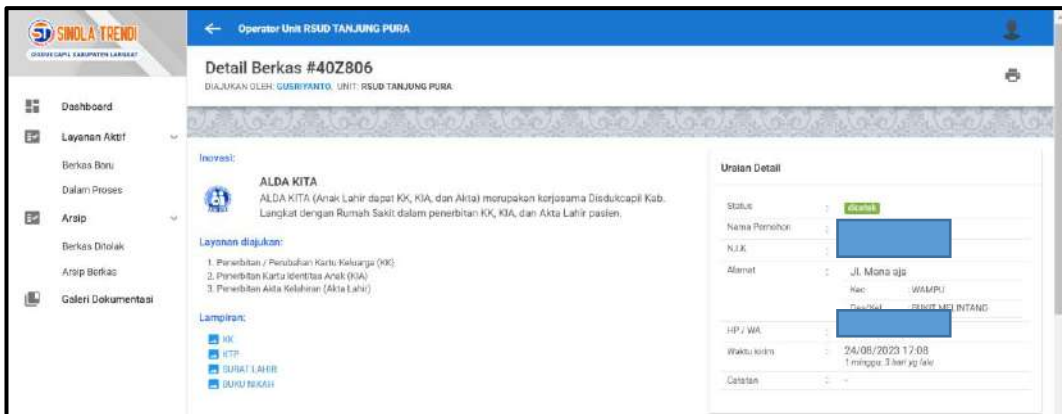 SINOLA TRENDI
DISDUKCAPIL KABUPATEN LANGKAT
Dashboard
Layanan Aktif
Berkas Baru
Dalam Proses
Arsip
Berkas Ditolak
Arsip Berkas
Galeri Dokumentasi
Operator Unit RSUD TANJUNG PURA
Detail Berkas #40Z806
DIAJUKAN OLEH: GUSRIYANTO, UNIT: RSUD TANJUNG PURA
Inovasi:
ALDA KITA
ALDA KITA (Anak Lahir dapat KK, KIA, dan Akta) merupakan kerjasama Disdukcapil Kab.
Langkat dengan Rumah Sakit dalam penerbitan KK, KIA, dan Akta Lahir pasien.
Layanan diajukan:
1. Penerbitan / Perubahan Kartu Keluarga (KK)
2. Penerbitan Kartu Identitas Anak (KIA)
3. Penerbitan Akta Kelahiran (Akta Lahir)
Lampiran:
KK
KTP
SURAT LAHIR
BUKU NIKAH
Uraian Detail
Status : dicetak
Nama Pemohon :
N.I.K :
Alamat : Jl. Mana aja
Kec : WAMPU
Des/Kel : BUKIT MELINTANG
HP / WA :
Waktu kirim : 24/08/2023 17:08
1 minggu 3 hari yg lalu
Catatan : -